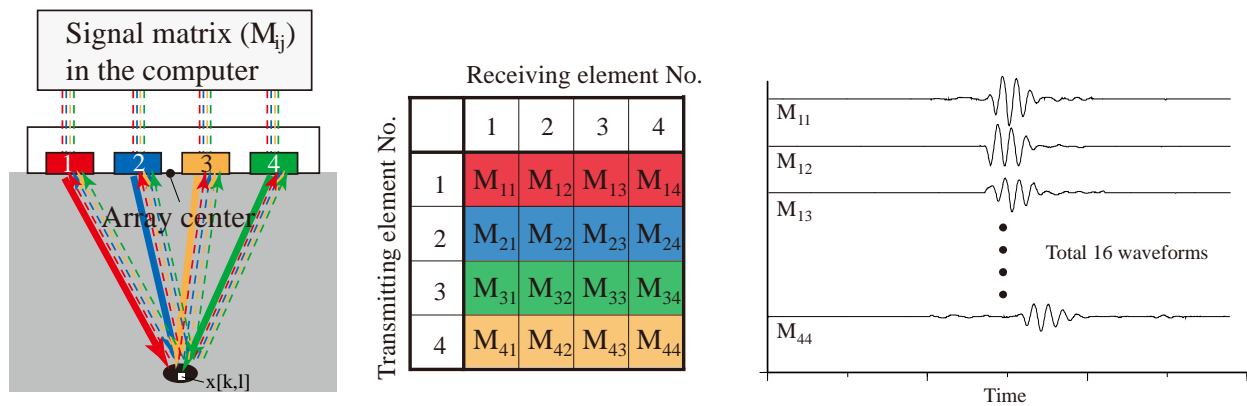 Signal matrix (Mij)
in the computer
1 2 3 4
Array center
x[k,l]
Receiving element No.
Transmitting element No.
1 2 3 4
1 M11 M12 M13 M14
2 M21 M22 M23 M24
3 M31 M32 M33 M34
4 M41 M42 M43 M44
M11
M12
M13
Total 16 waveforms
M44
Time